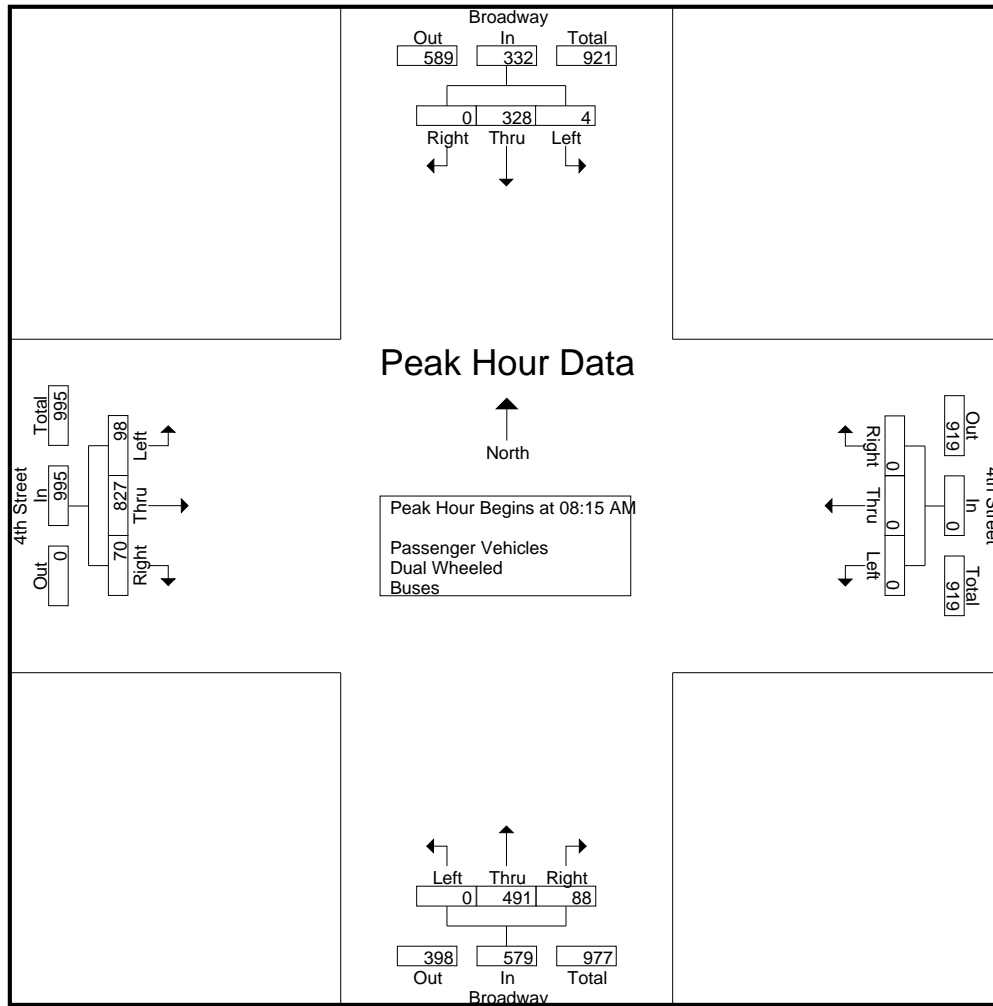 Broadway
Out In Total
589 332 921
0 328 4
Right Thru Left
Peak Hour Data
North
Peak Hour Begins at 08:15 AM
Passenger Vehicles
Dual Wheeled
Buses
4th Street
Total In Out
995 995 0
98 827 70
Left Thru Right
4th Street
Out In Total
919 0 919
0 0 0
Right Thru Left
Left Thru Right
0 491 88
398 579 977
Out In Total
Broadway